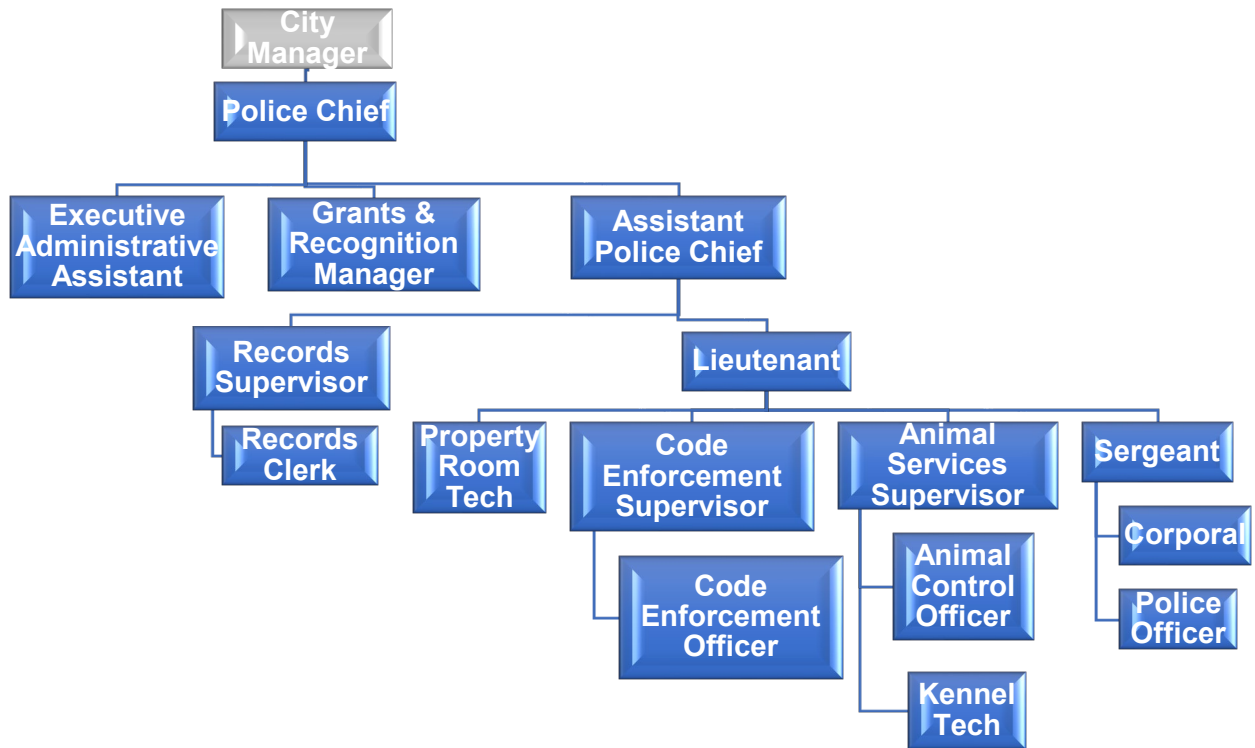 City
Manager
Police Chief
Executive
Administrative
Assistant
Grants &
Recognition
Manager
Assistant
Police Chief
Records
Supervisor
Lieutenant
Records
Clerk
Property
Room
Tech
Code
Enforcement
Supervisor
Animal
Services
Supervisor
Sergeant
Code
Enforcement
Officer
Animal
Control
Officer
Kennel
Tech
Corporal
Police
Officer